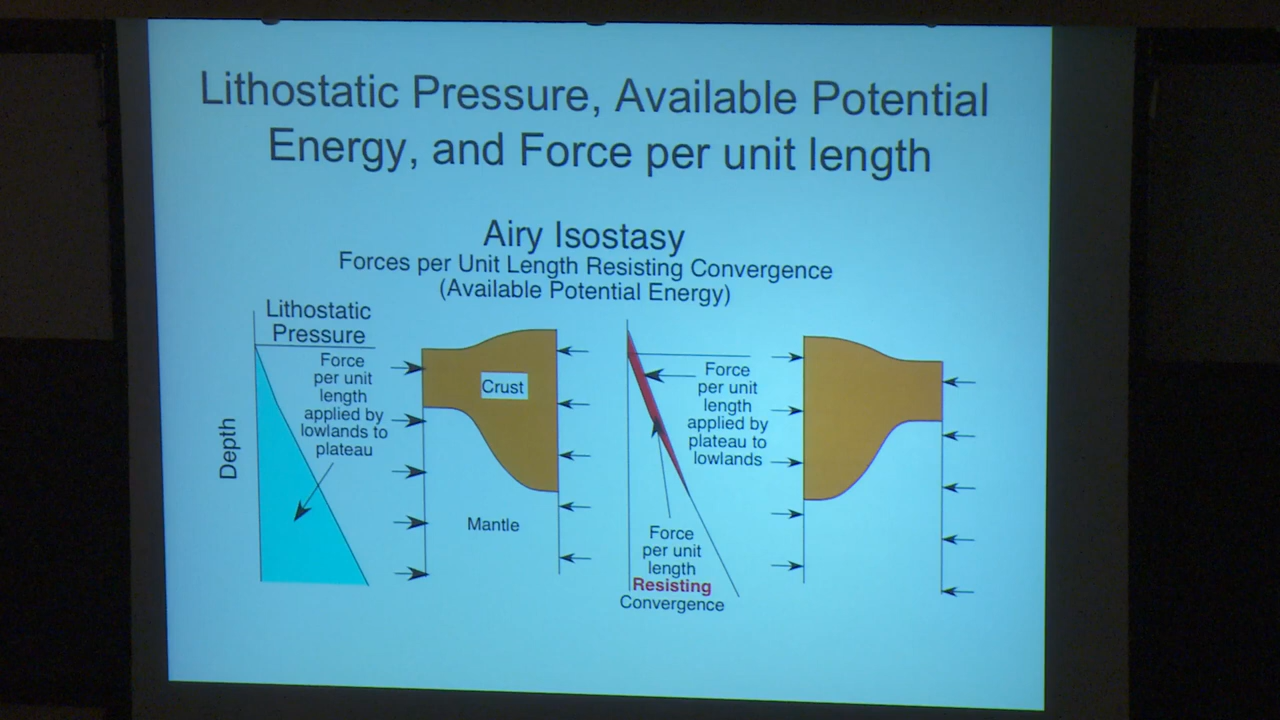 Lithostatic Pressure, Available Potential
Energy, and Force per unit length
Airy Isostasy
Forces per Unit Length Resisting Convergence
(Available Potential Energy)
Lithostatic
Pressure
Force
per unit
length
applied by
lowlands to
plateau
Depth
Crust
Mantle
Force
per unit
length
applied by
plateau to
lowlands
Force
per unit
length
Resisting
Convergence